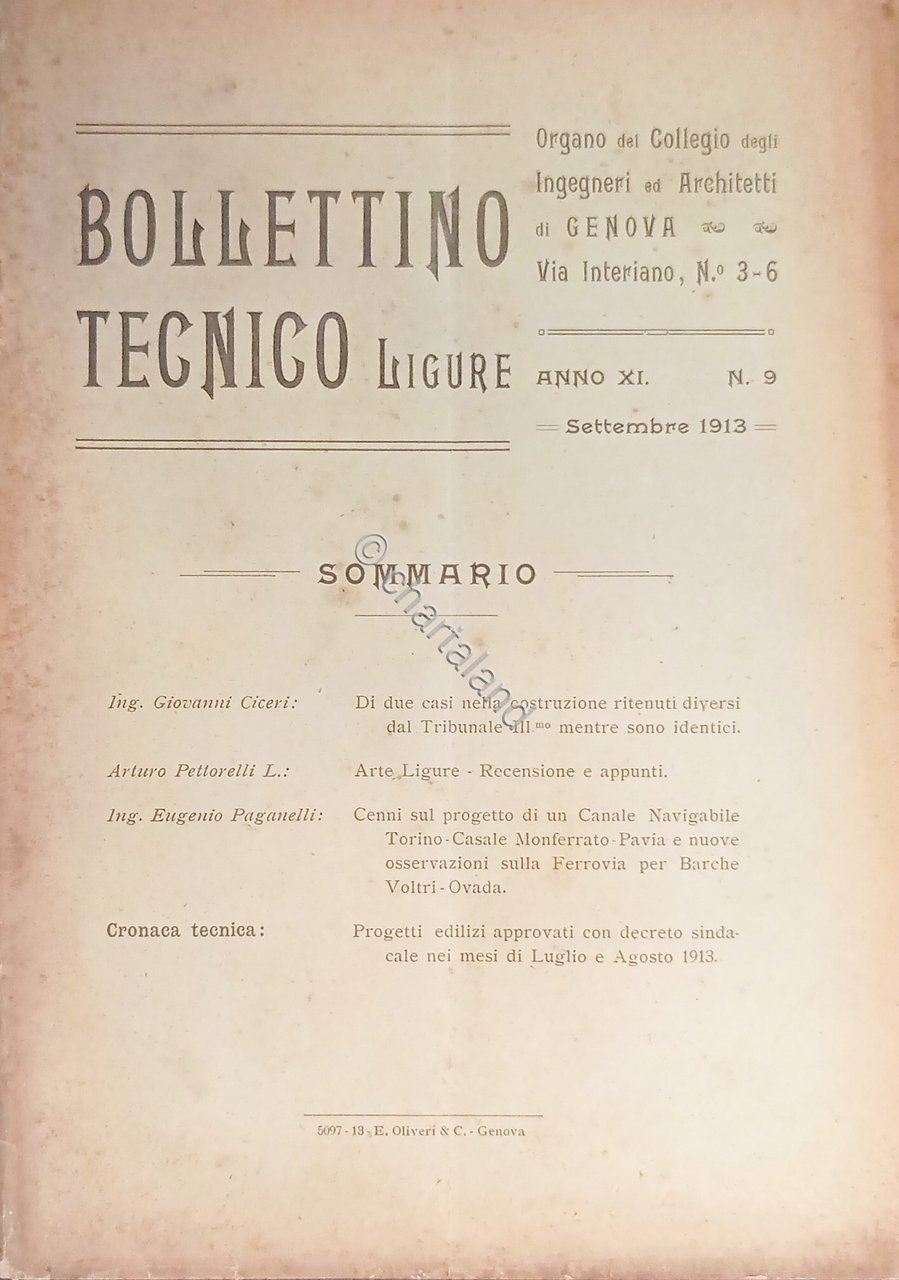 BOLLETTINO
TECNICO LIGURE
Organo del Collegio degli
Ingegneri ed Architetti
di GENOVA
Via Interiano, N.º 3-6
ANNO XI. N. 9
Settembre 1913
SOMMARIO
Ing. Giovanni Ciceri: Di due casi nella costruzione ritenuti diversi
dal Tribunale Ill.mo mentre sono identici.
Arturo Pettorelli L.: Arte Ligure - Recensione e appunti.
Ing. Eugenio Paganelli: Cenni sul progetto di un Canale Navigabile
Torino-Casale Monferrato-Pavia e nuove
osservazioni sulla Ferrovia per Barche
Voltri-Ovada.
Cronaca tecnica: Progetti edilizi approvati con decreto sinda-
cale nei mesi di Luglio e Agosto 1913.
5097-13-E. Oliveri & C. - Genova
© chartaland